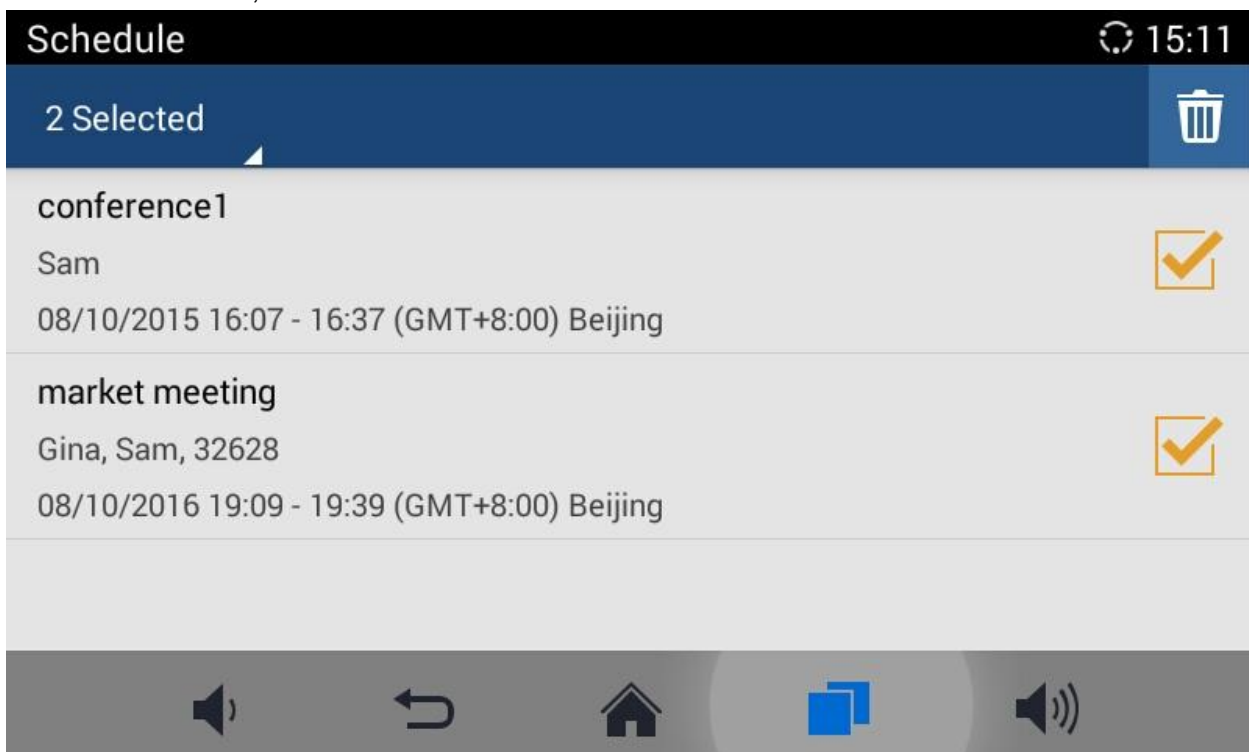 Schedule 15:11
2 Selected
conference1
Sam
08/10/2015 16:07 - 16:37 (GMT+8:00) Beijing
market meeting
Gina, Sam, 32628
08/10/2016 19:09 - 19:39 (GMT+8:00) Beijing